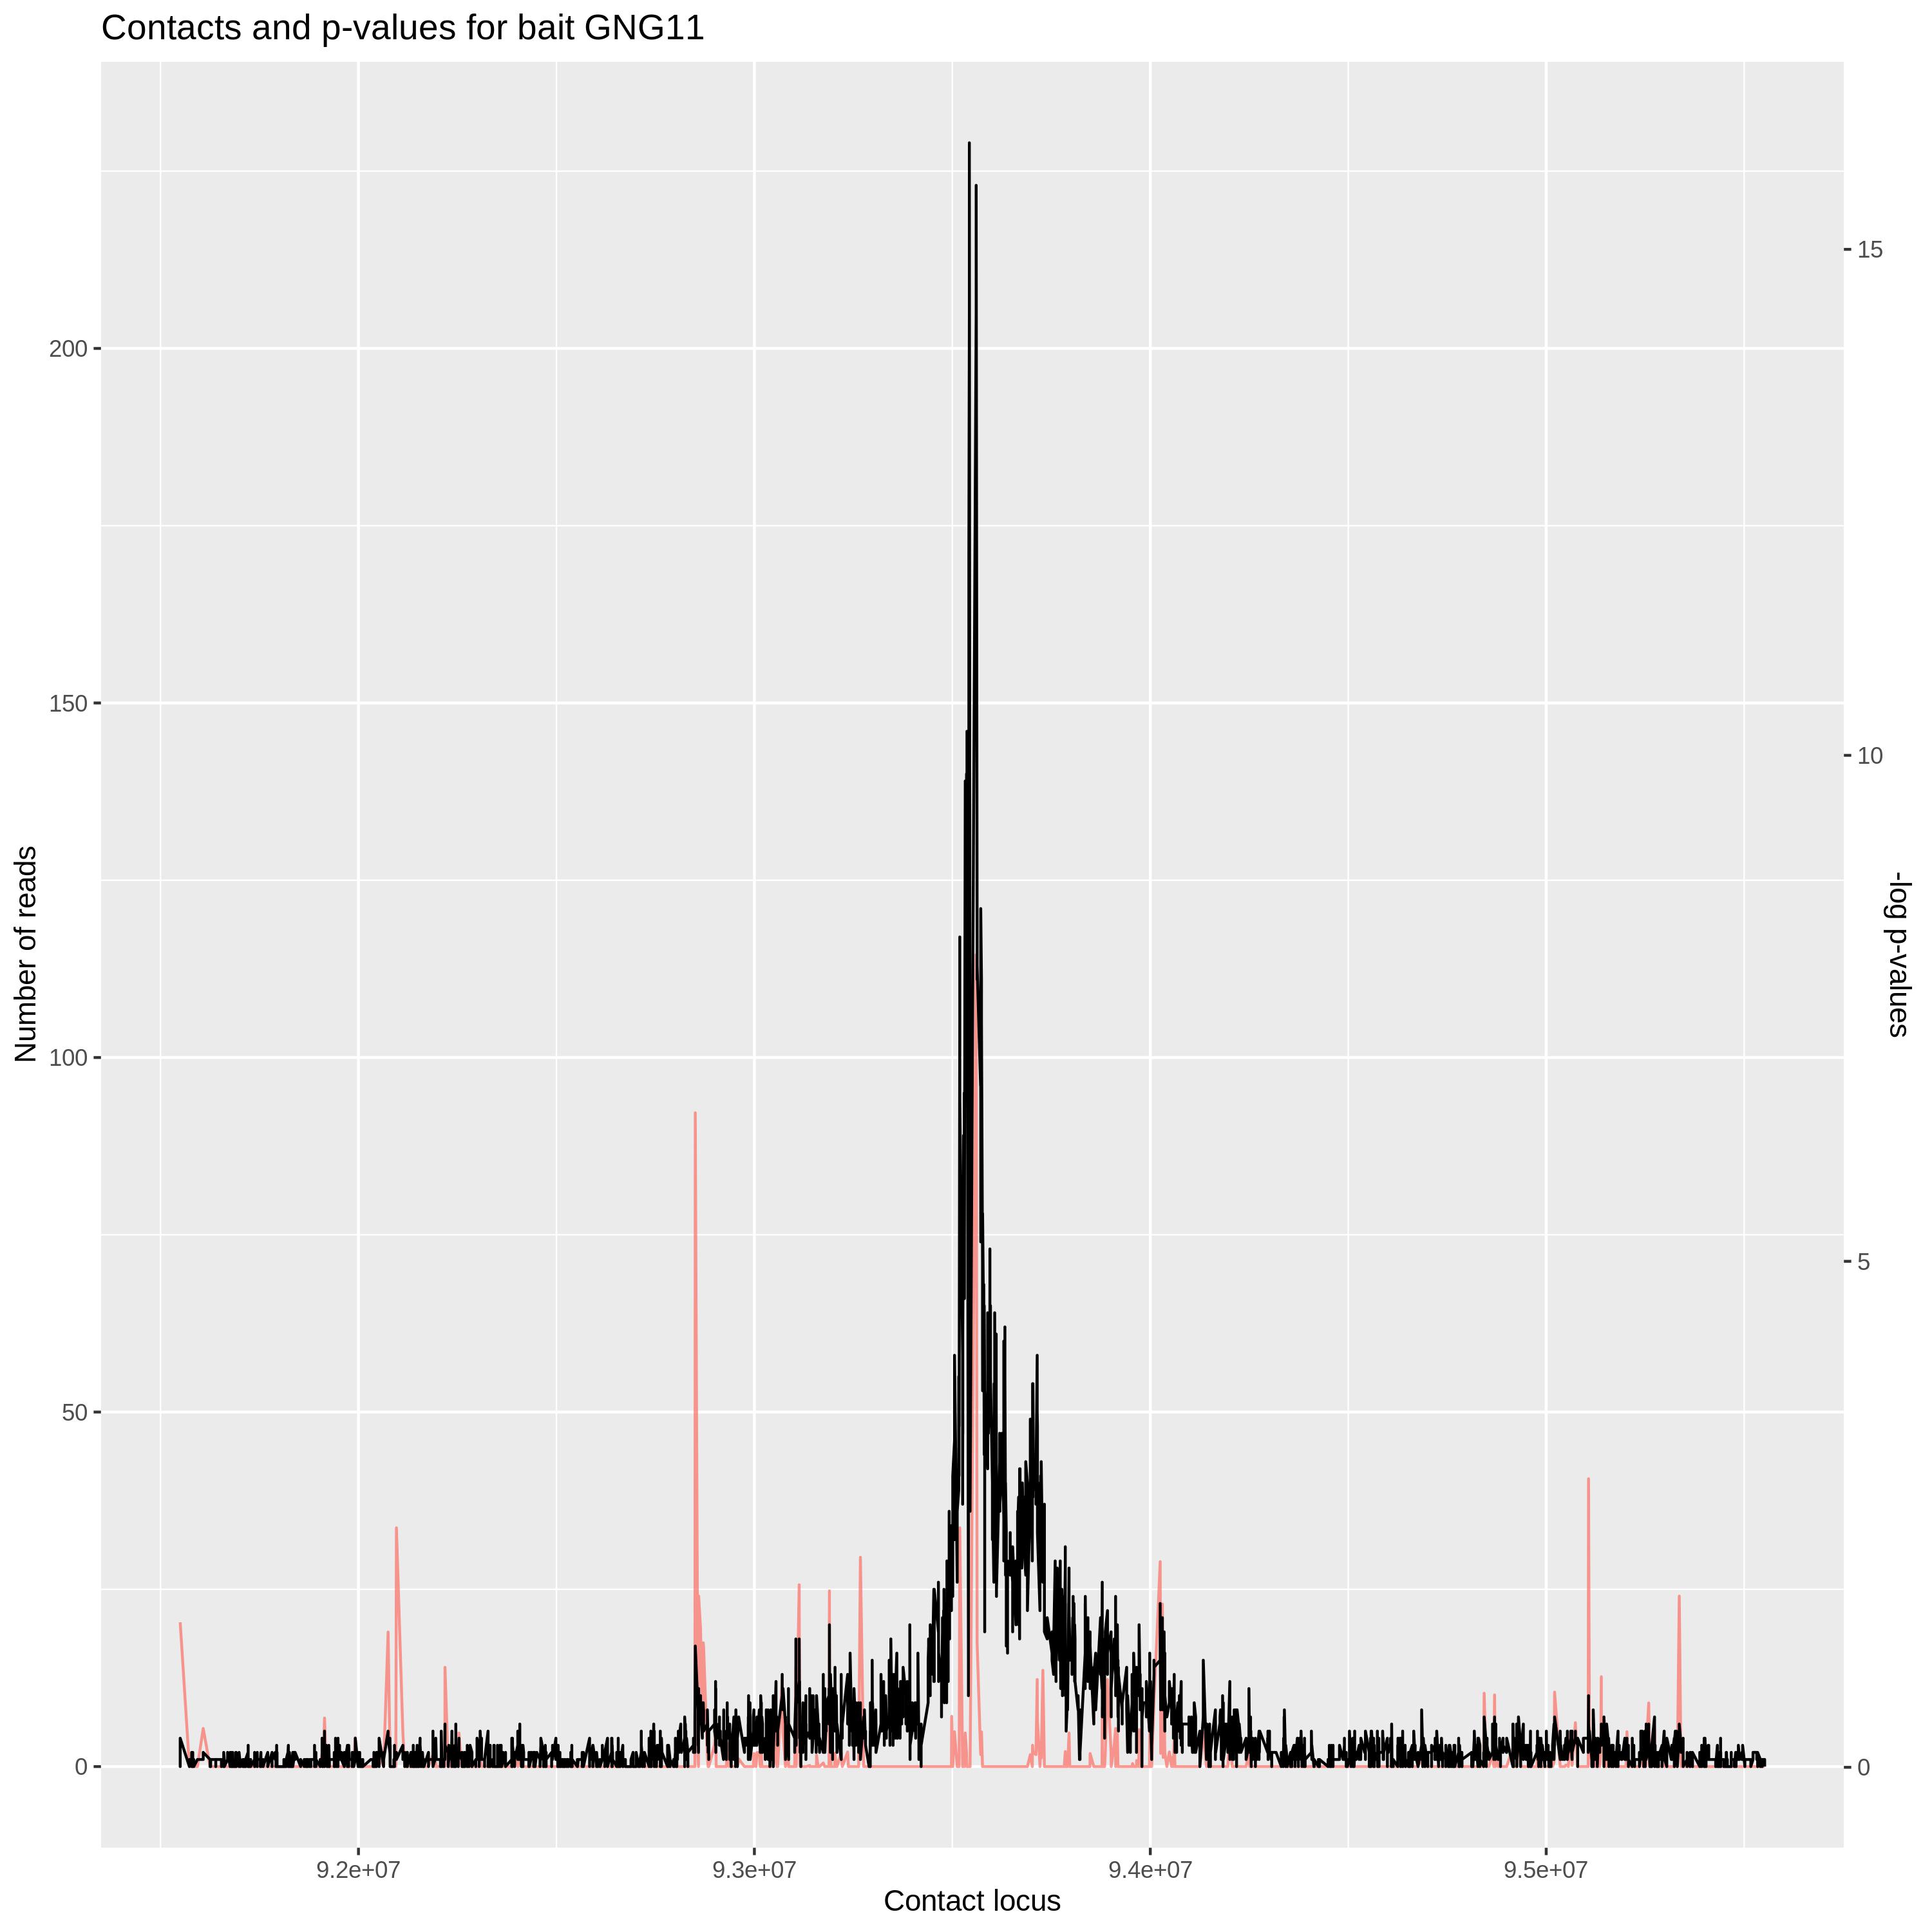 Contacts and p-values for bait GNG11
Number of reads
200
150
100
50
0
15
10
5
0
-log p-values
9.2e+07 9.3e+07 9.4e+07 9.5e+07
Contact locus